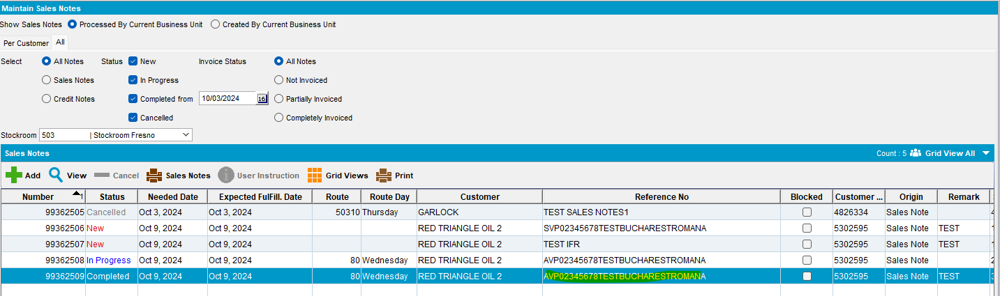 Maintain Sales Notes
Show Sales Notes Processed By Current Business Unit Created By Current Business Unit
Per Customer All
Select All Notes Status New Invoice Status All Notes
Sales Notes In Progress Not Invoiced
Credit Notes Completed from 10/03/2024 16 Partially Invoiced
Cancelled Completely Invoiced
Stockroom 503 | Stockroom Fresno
Sales Notes Count : 5 Grid View All
Add View Cancel Sales Notes User Instruction Grid Views Print
Number 1 Status Needed Date Expected FulFill. Date Route Route Day Customer Reference No Blocked Customer ... Origin Remark
99362505 Cancelled Oct 3, 2024 Oct 3, 2024 50310 Thursday GARLOCK TEST SALES NOTES1 4826334 Sales Note 4
99362506 New Oct 9, 2024 Oct 9, 2024 RED TRIANGLE OIL 2 SVP02345678TESTBUCHARESTROMANA 5302595 Sales Note TEST 1
99362507 New Oct 9, 2024 Oct 9, 2024 RED TRIANGLE OIL 2 TEST IFR 5302595 Sales Note TEST 1
99362508 In Progress Oct 9, 2024 Oct 9, 2024 80 Wednesday RED TRIANGLE OIL 2 AVP02345678TESTBUCHARESTROMANA 5302595 Sales Note 2
99362509 Completed Oct 9, 2024 Oct 9, 2024 80 Wednesday RED TRIANGLE OIL 2 AVP02345678TESTBUCHARESTROMANA 5302595 Sales Note TEST 3